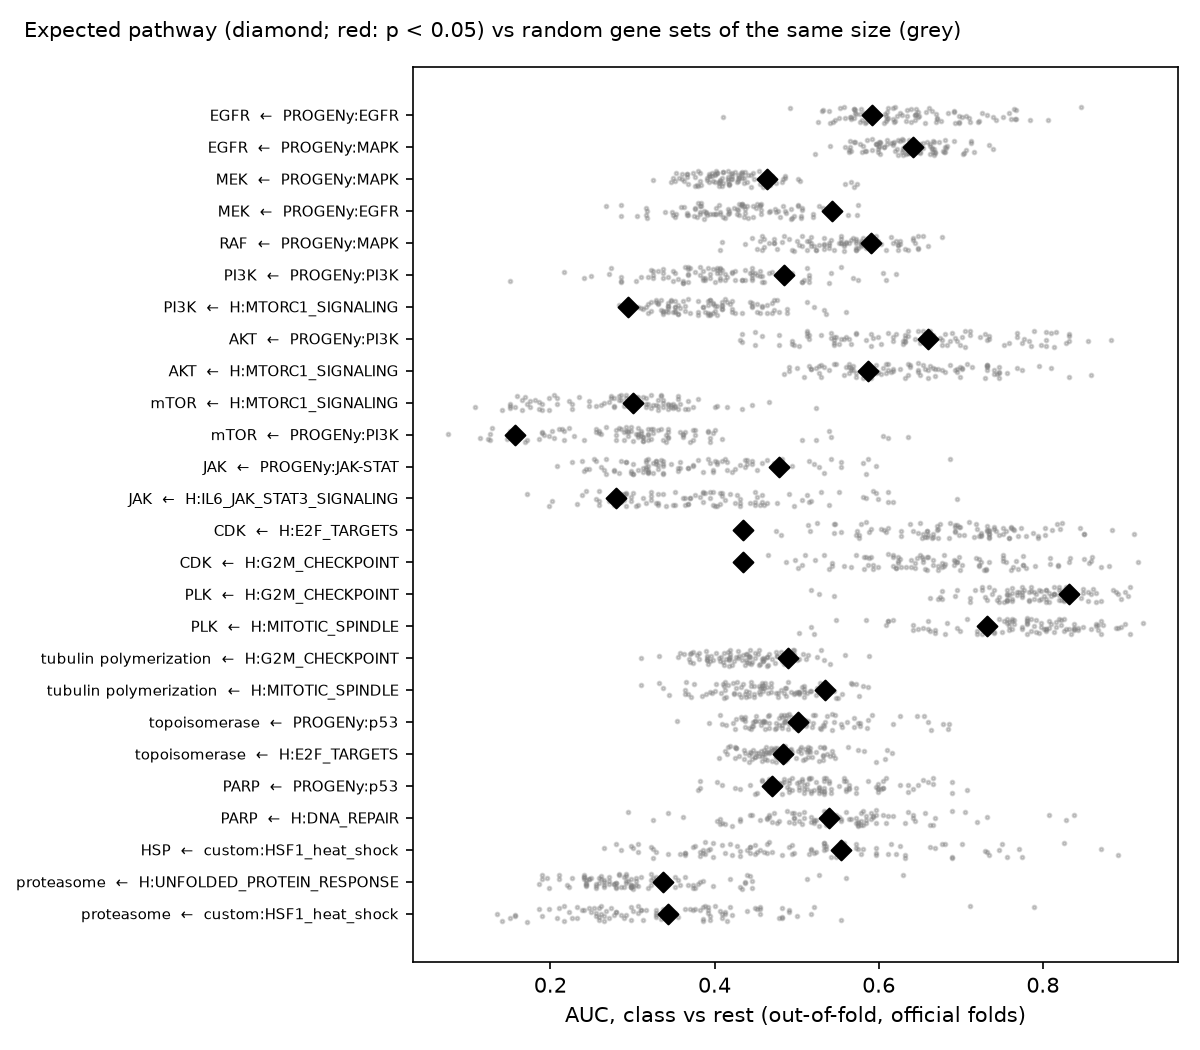 Expected pathway (diamond; red: p < 0.05) vs random gene sets of the same size (grey)
EGFR ← PROGENy:EGFR
EGFR ← PROGENy:MAPK
MEK ← PROGENy:MAPK
MEK ← PROGENy:EGFR
RAF ← PROGENy:MAPK
PI3K ← PROGENy:PI3K
PI3K ← H:MTORC1_SIGNALING
AKT ← PROGENy:PI3K
AKT ← H:MTORC1_SIGNALING
mTOR ← H:MTORC1_SIGNALING
mTOR ← PROGENy:PI3K
JAK ← PROGENy:JAK-STAT
JAK ← H:IL6_JAK_STAT3_SIGNALING
CDK ← H:E2F_TARGETS
CDK ← H:G2M_CHECKPOINT
PLK ← H:G2M_CHECKPOINT
PLK ← H:MITOTIC_SPINDLE
tubulin polymerization ← H:G2M_CHECKPOINT
tubulin polymerization ← H:MITOTIC_SPINDLE
topoisomerase ← PROGENy:p53
topoisomerase ← H:E2F_TARGETS
PARP ← PROGENy:p53
PARP ← H:DNA_REPAIR
HSP ← custom:HSF1_heat_shock
proteasome ← H:UNFOLDED_PROTEIN_RESPONSE
proteasome ← custom:HSF1_heat_shock
0.2 0.4 0.6 0.8
AUC, class vs rest (out-of-fold, official folds)